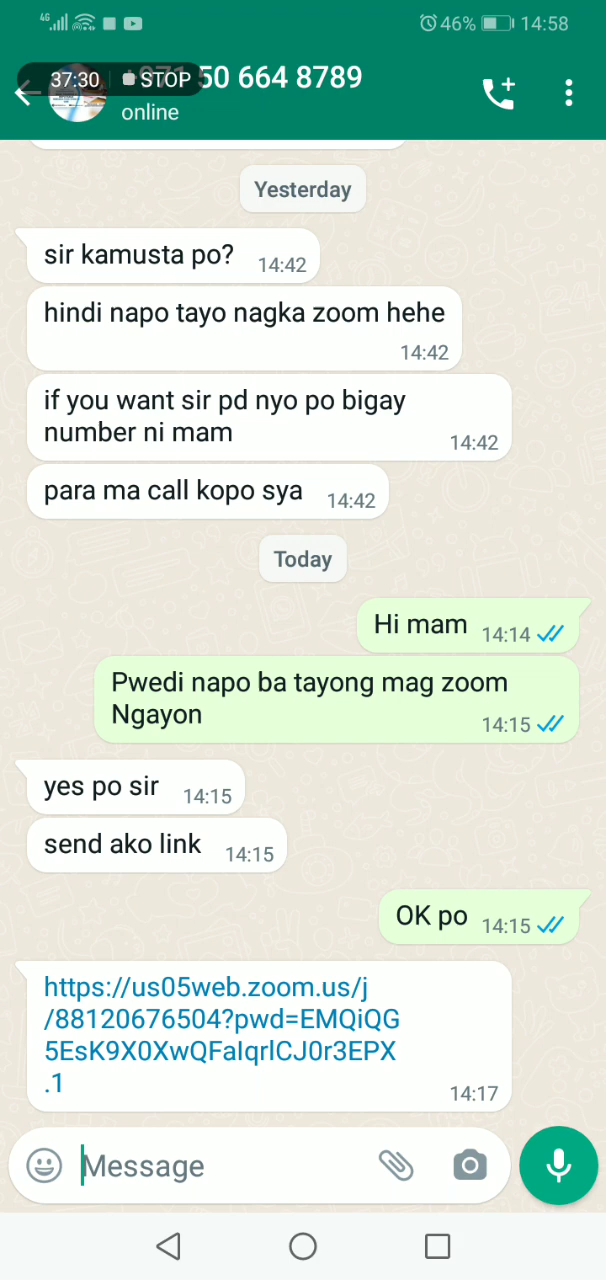 4G 46% 14:58
37:30 STOP +971 50 664 8789
online
Yesterday
sir kamusta po? 14:42
hindi napo tayo nagka zoom hehe
14:42
if you want sir pd nyo po bigay
number ni mam 14:42
para ma call kopo sya 14:42
Today
Hi mam 14:14
Pwedi napo ba tayong mag zoom
Ngayon 14:15
yes po sir 14:15
send ako link 14:15
OK po 14:15
https://us05web.zoom.us/j
/88120676504?pwd=EMQiQG
5EsK9X0XwQFaIqrlCJ0r3EPX
.1 14:17
Message